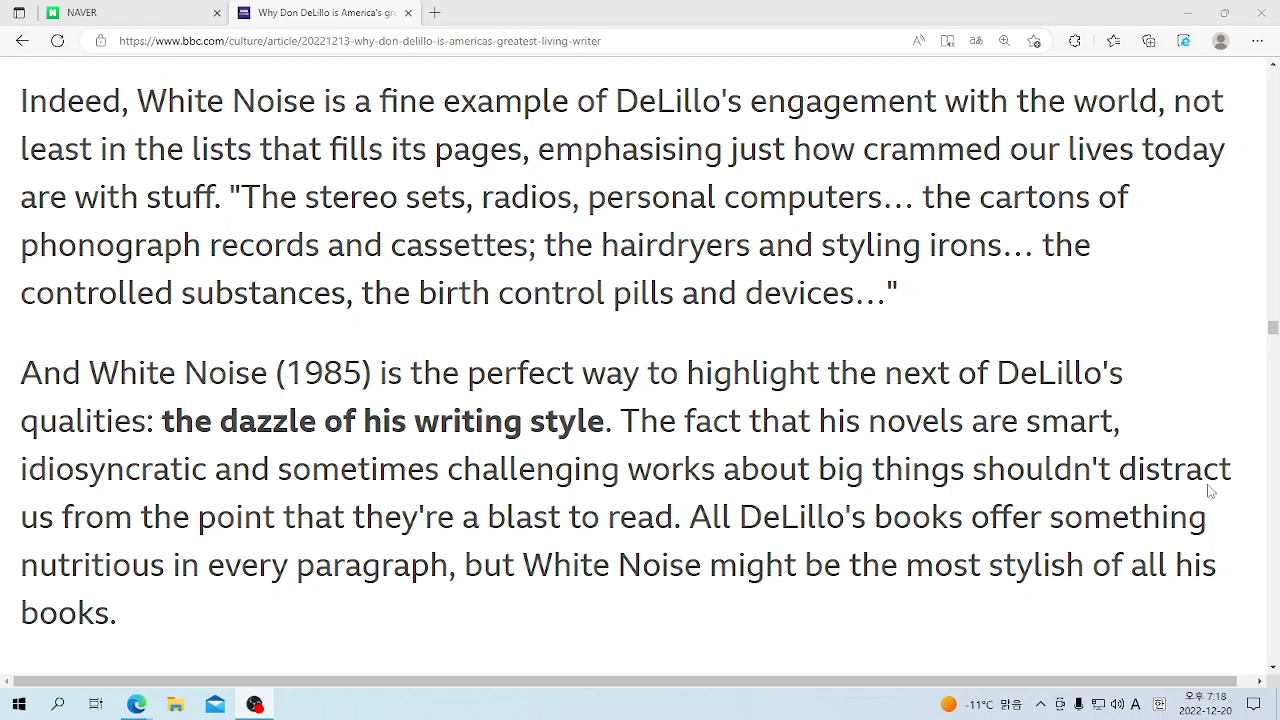 NAVER
Why Don DeLillo is America's gre
https://www.bbc.com/culture/article/20221213-why-don-delillo-is-americas-greatest-living-writer
Indeed, White Noise is a fine example of DeLillo's engagement with the world, not
least in the lists that fills its pages, emphasising just how crammed our lives today
are with stuff. "The stereo sets, radios, personal computers… the cartons of
phonograph records and cassettes; the hairdryers and styling irons… the
controlled substances, the birth control pills and devices…"
And White Noise (1985) is the perfect way to highlight the next of DeLillo's
qualities: the dazzle of his writing style. The fact that his novels are smart,
idiosyncratic and sometimes challenging works about big things shouldn't distract
us from the point that they're a blast to read. All DeLillo's books offer something
nutritious in every paragraph, but White Noise might be the most stylish of all his
books.
-11°C 맑음
A
오후 7:18
2022-12-20